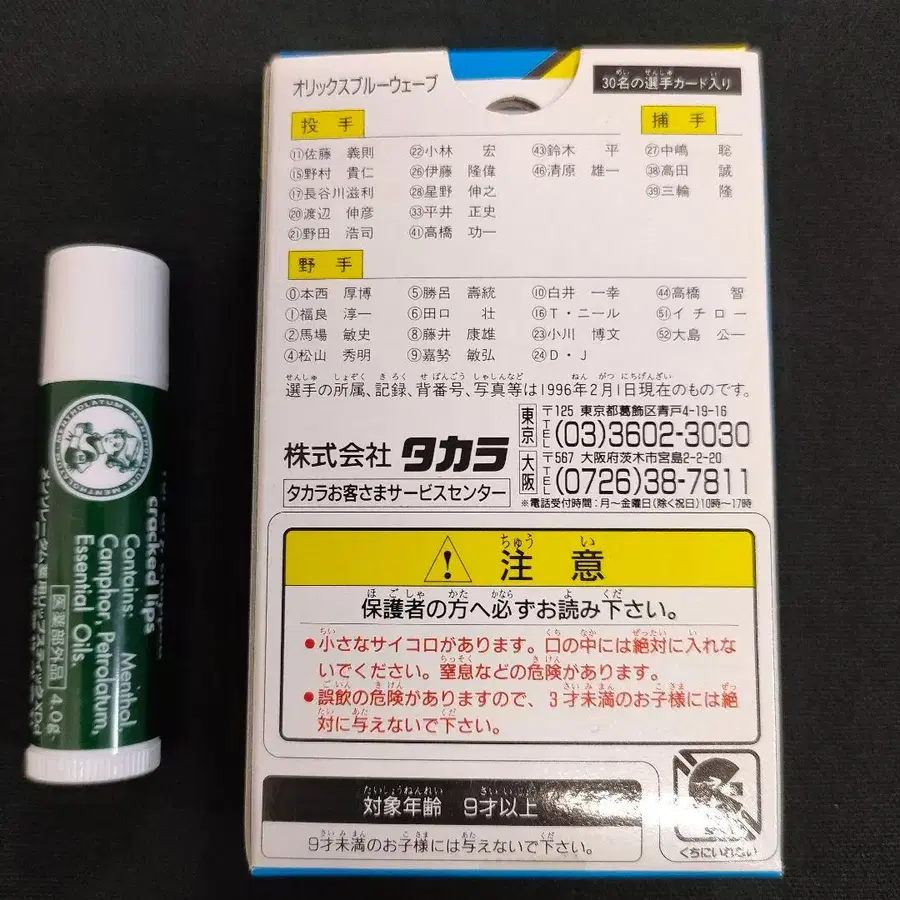 オリックスブルーウェーブ
30名の選手カード入り
投手
⑪佐藤 義則 ㉒小林 宏 ㊸鈴木 平
⑮野村 貴仁 ㉖伊藤 隆偉 ㊻清原 雄一
⑰長谷川滋利 ㉘星野 伸之
⑳渡辺 伸彦 ㉝平井 正史
㉑野田 浩司 ㊶高橋 功一
捕手
㉗中嶋 聡
㊳高田 誠
㊴三輪 隆
野手
⓪本西 厚博 ⑤勝呂 壽統 ⑩白井 一幸 ㊹高橋 智
①福良 淳一 ⑥田口 壮 ⑯T・ニール 51イチロー
②馬場 敏史 ⑧藤井 康雄 ㉓小川 博文 52大島 公一
④松山 秀明 ⑨嘉勢 敏弘 ㉔D・J
選手の所属、記録、背番号、写真等は1996年2月1日現在のものです。
株式会社 タカラ
タカラお客さまサービスセンター
東京 〒125 東京都葛飾区青戸4-19-16
TEL (03)3602-3030
大阪 〒567 大阪府茨木市宮島2-2-20
TEL (0726)38-7811
※電話受付時間:月~金曜日(除く祝日)10時~17時
注意
保護者の方へ必ずお読み下さい。
●小さなサイコロがあります。口の中には絶対に入れな
いでください。窒息などの危険があります。
●誤飲の危険がありますので、3才未満のお子様には絶
対に与えないで下さい。
対象年齢 9才以上
9才未満のお子様には与えないで下さい。
くちにいれない
cracked lips
Contains: Menthol,
Camphor, Petrolatum,
Essential Oils.
医薬部外品 4.0g
MENTHOLATUM